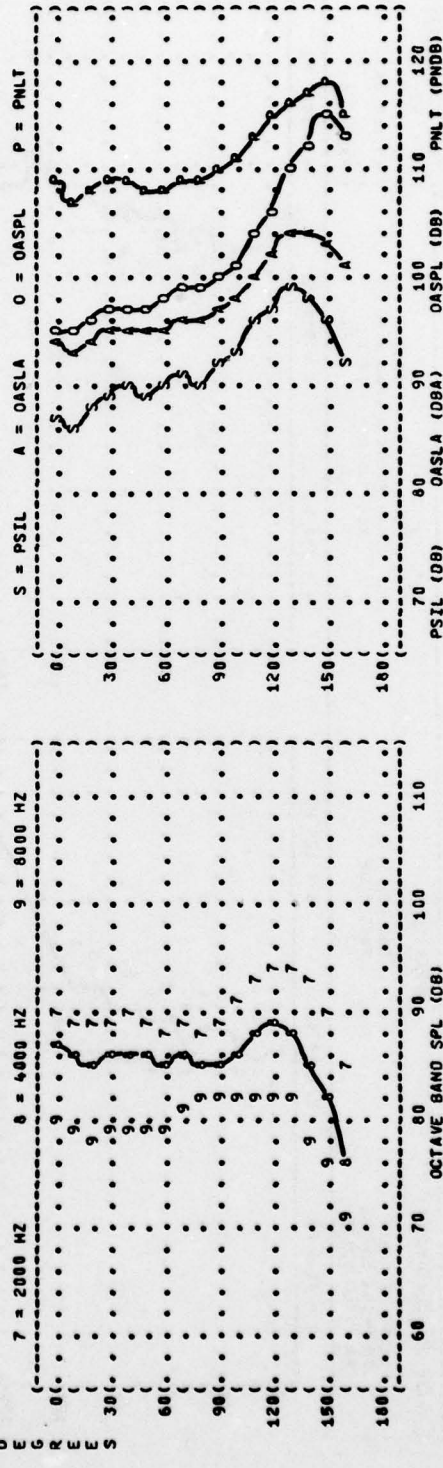 DEGREES
7 = 2000 HZ 8 = 4000 HZ 9 = 8000 HZ
0(
30(
60(
90(
120(
150(
180(
60 70 80 90 100 110
OCTAVE BAND SPL (DB)
S = PSIL A = OASLA O = OASPL P = PNLT
0(
30(
60(
90(
120(
150(
180(
70 80 90 100 110 120
PSIL (DB) OASLA (DBA) OASPL (DB) PNLT (PNDB)